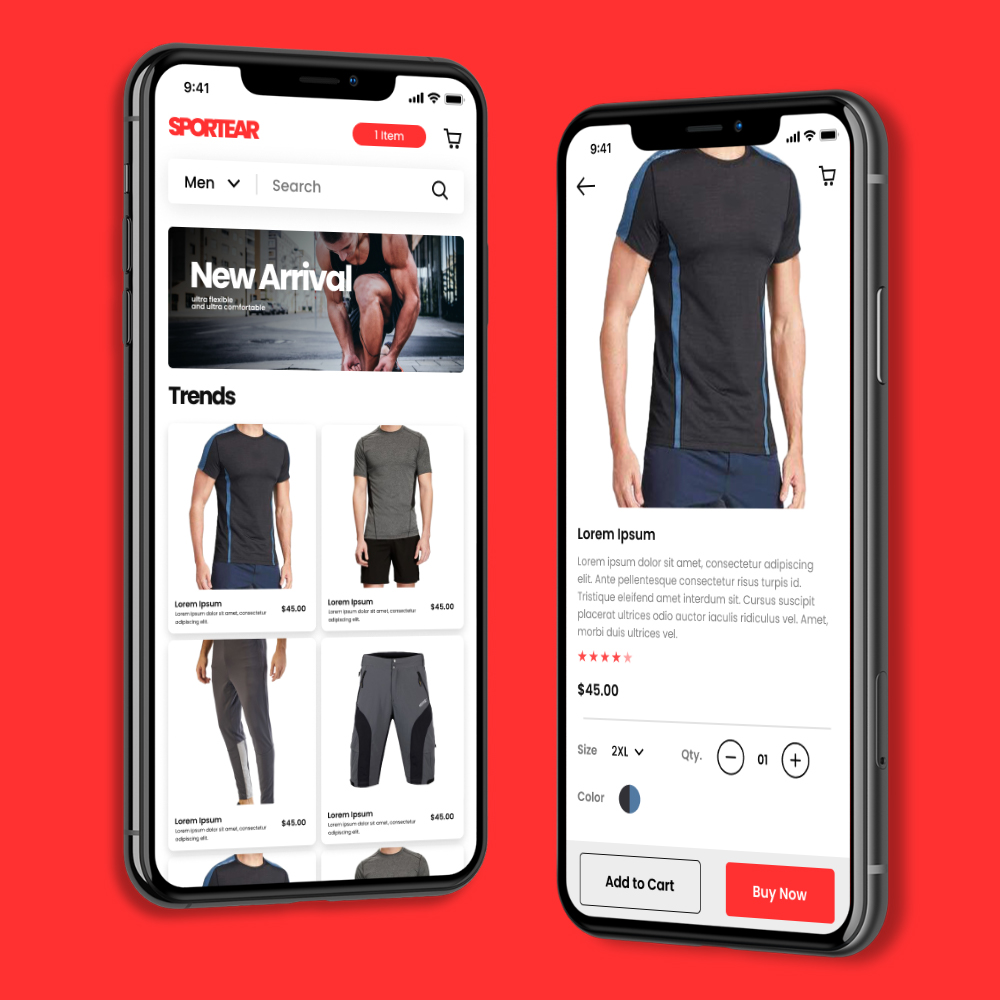 9:41
SPORTEAR
1 Item
Men
Search
New Arrival
ultra flexible
and ultra comfortable
Trends
Lorem Ipsum
Lorem ipsum dolor sit amet, consectetur
adipiscing elit.
$45.00
Lorem Ipsum
Lorem ipsum dolor sit amet, consectetur
adipiscing elit.
$45.00
Lorem Ipsum
Lorem ipsum dolor sit amet, consectetur
adipiscing elit.
$45.00
Lorem Ipsum
Lorem ipsum dolor sit amet, consectetur
adipiscing elit.
$45.00
9:41
Lorem Ipsum
Lorem ipsum dolor sit amet, consectetur adipiscing
elit. Ante pellentesque consectetur risus turpis id.
Tristique eleifend amet interdum sit. Cursus suscipit
placerat ultrices odio auctor iaculis ridiculus vel. Amet,
morbi duis ultrices vel.
$45.00
Size 2XL
Qty. 01
Color
Add to Cart
Buy Now